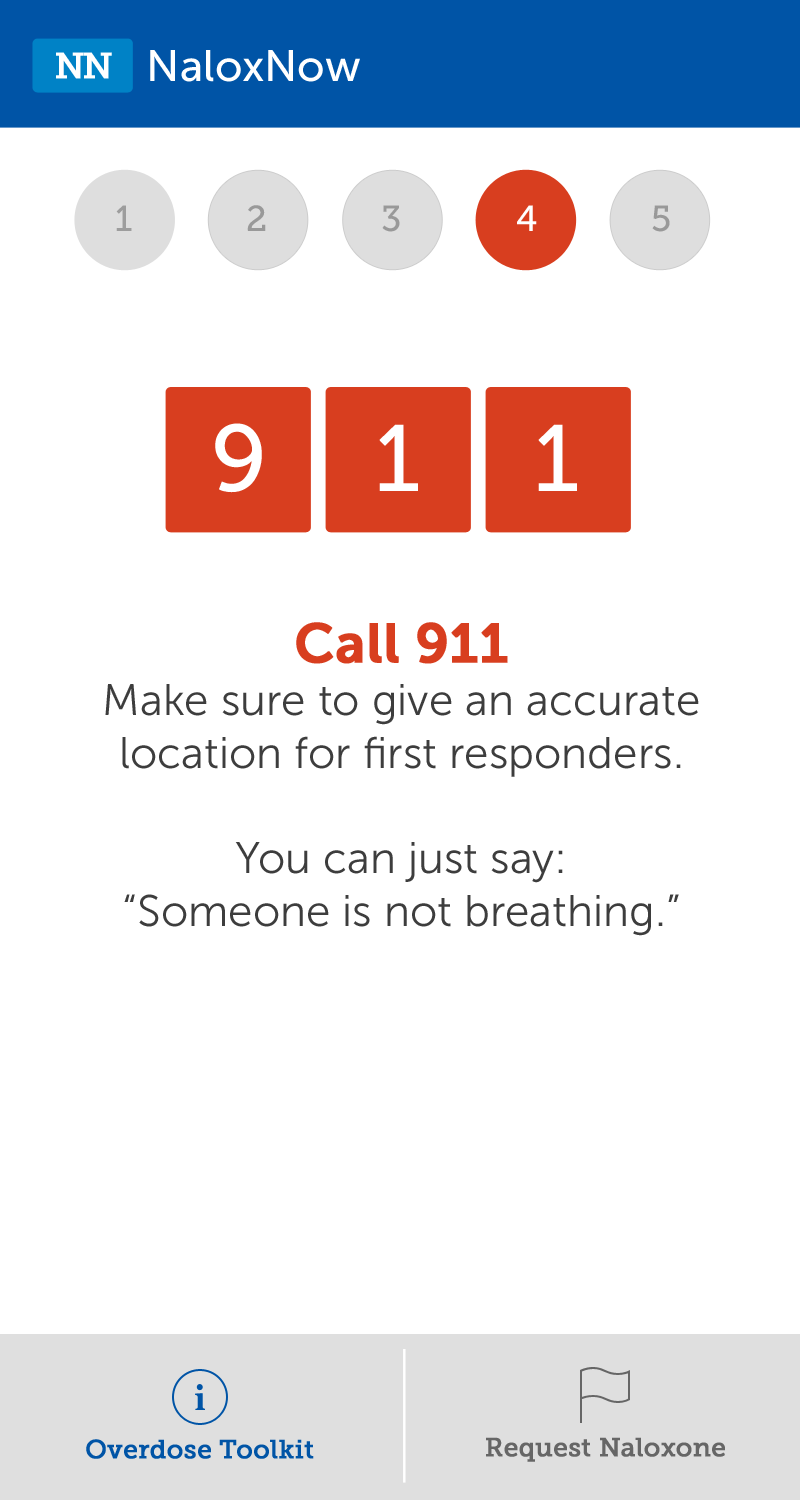 NN NaloxNow
1 2 3 4 5
9 1 1
Call 911
Make sure to give an accurate
location for first responders.
You can just say:
“Someone is not breathing.”
i
Overdose Toolkit
Request Naloxone